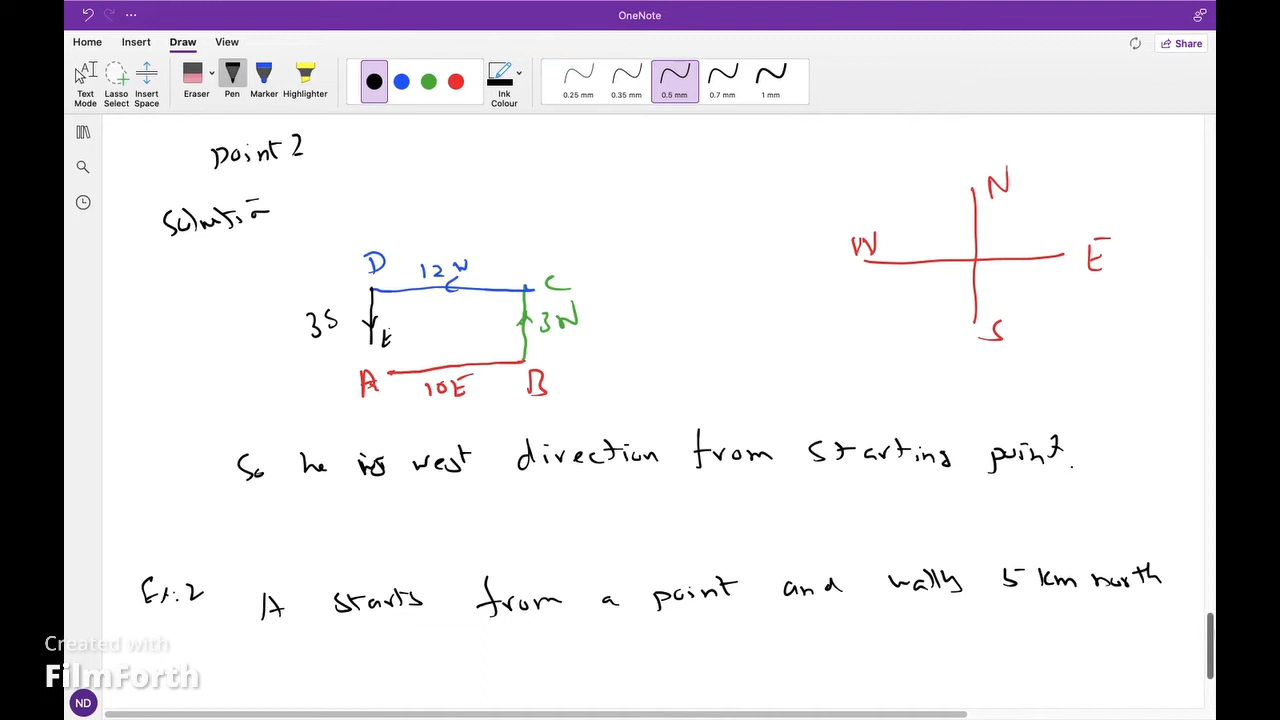 OneNote
Home Insert Draw View
Share
Text Mode Lasso Select Insert Space Eraser Pen Marker Highlighter Ink Colour 0.25 mm 0.35 mm 0.5 mm 0.7 mm 1 mm
point 2
Solution
N
W E
S
D 12 W C
3S E 3N
A 10E B
So he is west direction from starting point.
Ex:2 A starts from a point and walks 5 km north
Created with
FilmForth
ND